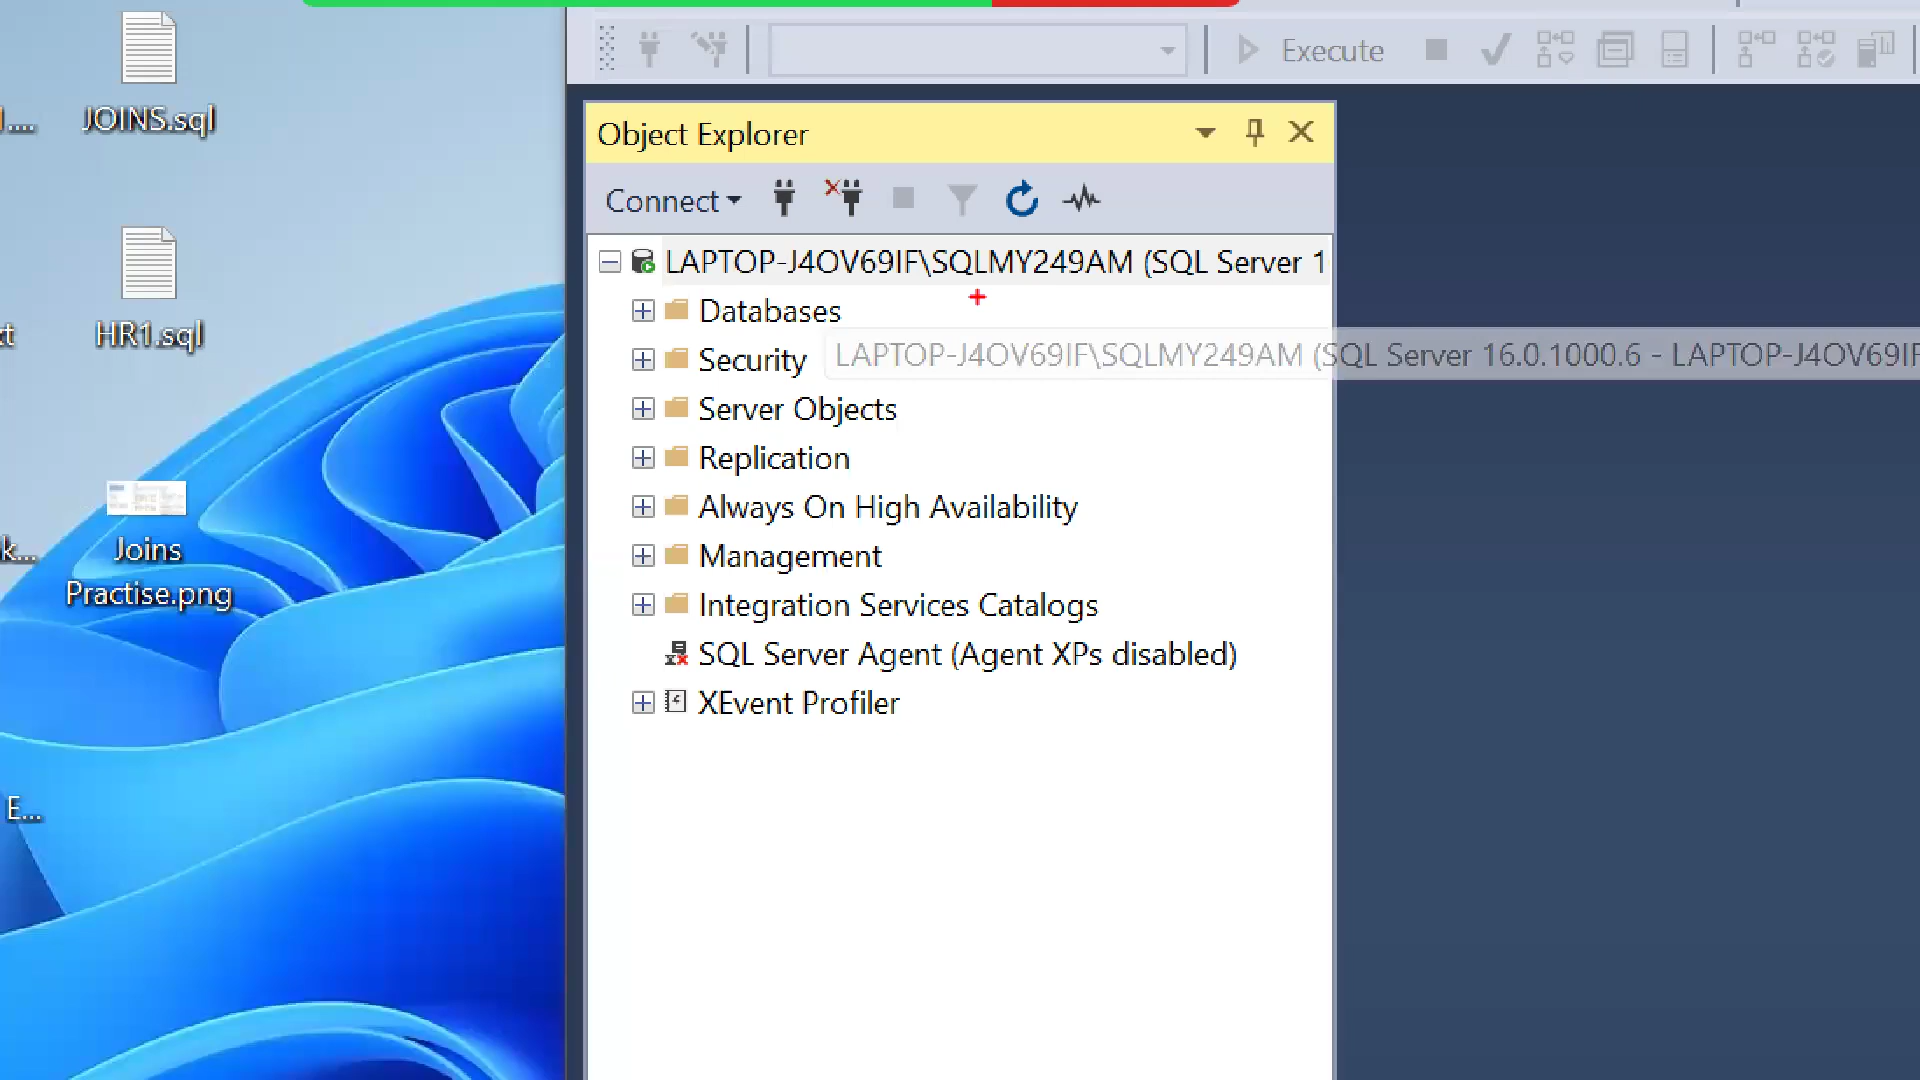 JOINS.sql
HR1.sql
Joins
Practise.png
E...
k...
Execute
Object Explorer
Connect
LAPTOP-J4OV69IF\SQLMY249AM (SQL Server 1
Databases
Security
LAPTOP-J4OV69IF\SQLMY249AM (SQL Server 16.0.1000.6 - LAPTOP-J4OV69IF
Server Objects
Replication
Always On High Availability
Management
Integration Services Catalogs
SQL Server Agent (Agent XPs disabled)
XEvent Profiler